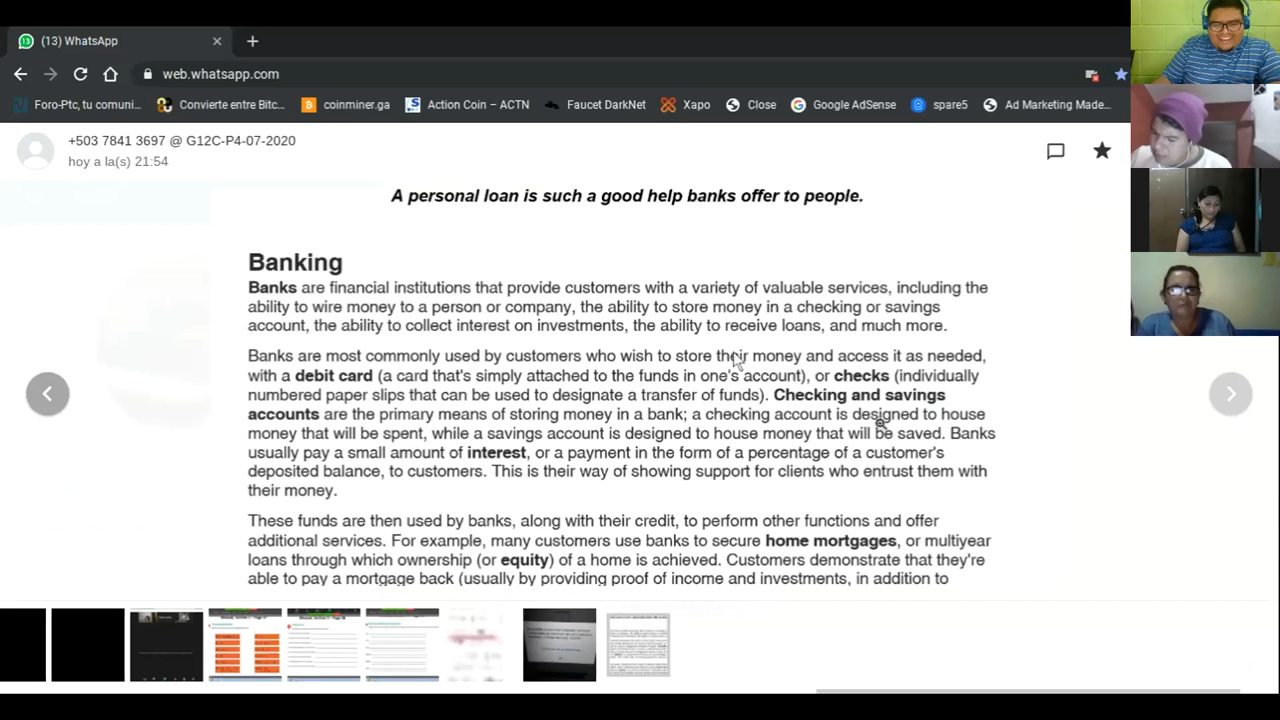 (13) WhatsApp
web.whatsapp.com
Foro-Ptc, tu comuni...
Convierte entre Bitc...
coinminer.ga
Action Coin – ACTN
Faucet DarkNet
Xapo
Close
Google AdSense
spare5
Ad Marketing Made...
+503 7841 3697 @ G12C-P4-07-2020
hoy a la(s) 21:54
A personal loan is such a good help banks offer to people.
Banking
Banks are financial institutions that provide customers with a variety of valuable services, including the
ability to wire money to a person or company, the ability to store money in a checking or savings
account, the ability to collect interest on investments, the ability to receive loans, and much more.
Banks are most commonly used by customers who wish to store their money and access it as needed,
with a debit card (a card that's simply attached to the funds in one's account), or checks (individually
numbered paper slips that can be used to designate a transfer of funds). Checking and savings
accounts are the primary means of storing money in a bank; a checking account is designed to house
money that will be spent, while a savings account is designed to house money that will be saved. Banks
usually pay a small amount of interest, or a payment in the form of a percentage of a customer's
deposited balance, to customers. This is their way of showing support for clients who entrust them with
their money.
These funds are then used by banks, along with their credit, to perform other functions and offer
additional services. For example, many customers use banks to secure home mortgages, or multiyear
loans through which ownership (or equity) of a home is achieved. Customers demonstrate that they're
able to pay a mortgage back (usually by providing proof of income and investments, in addition to